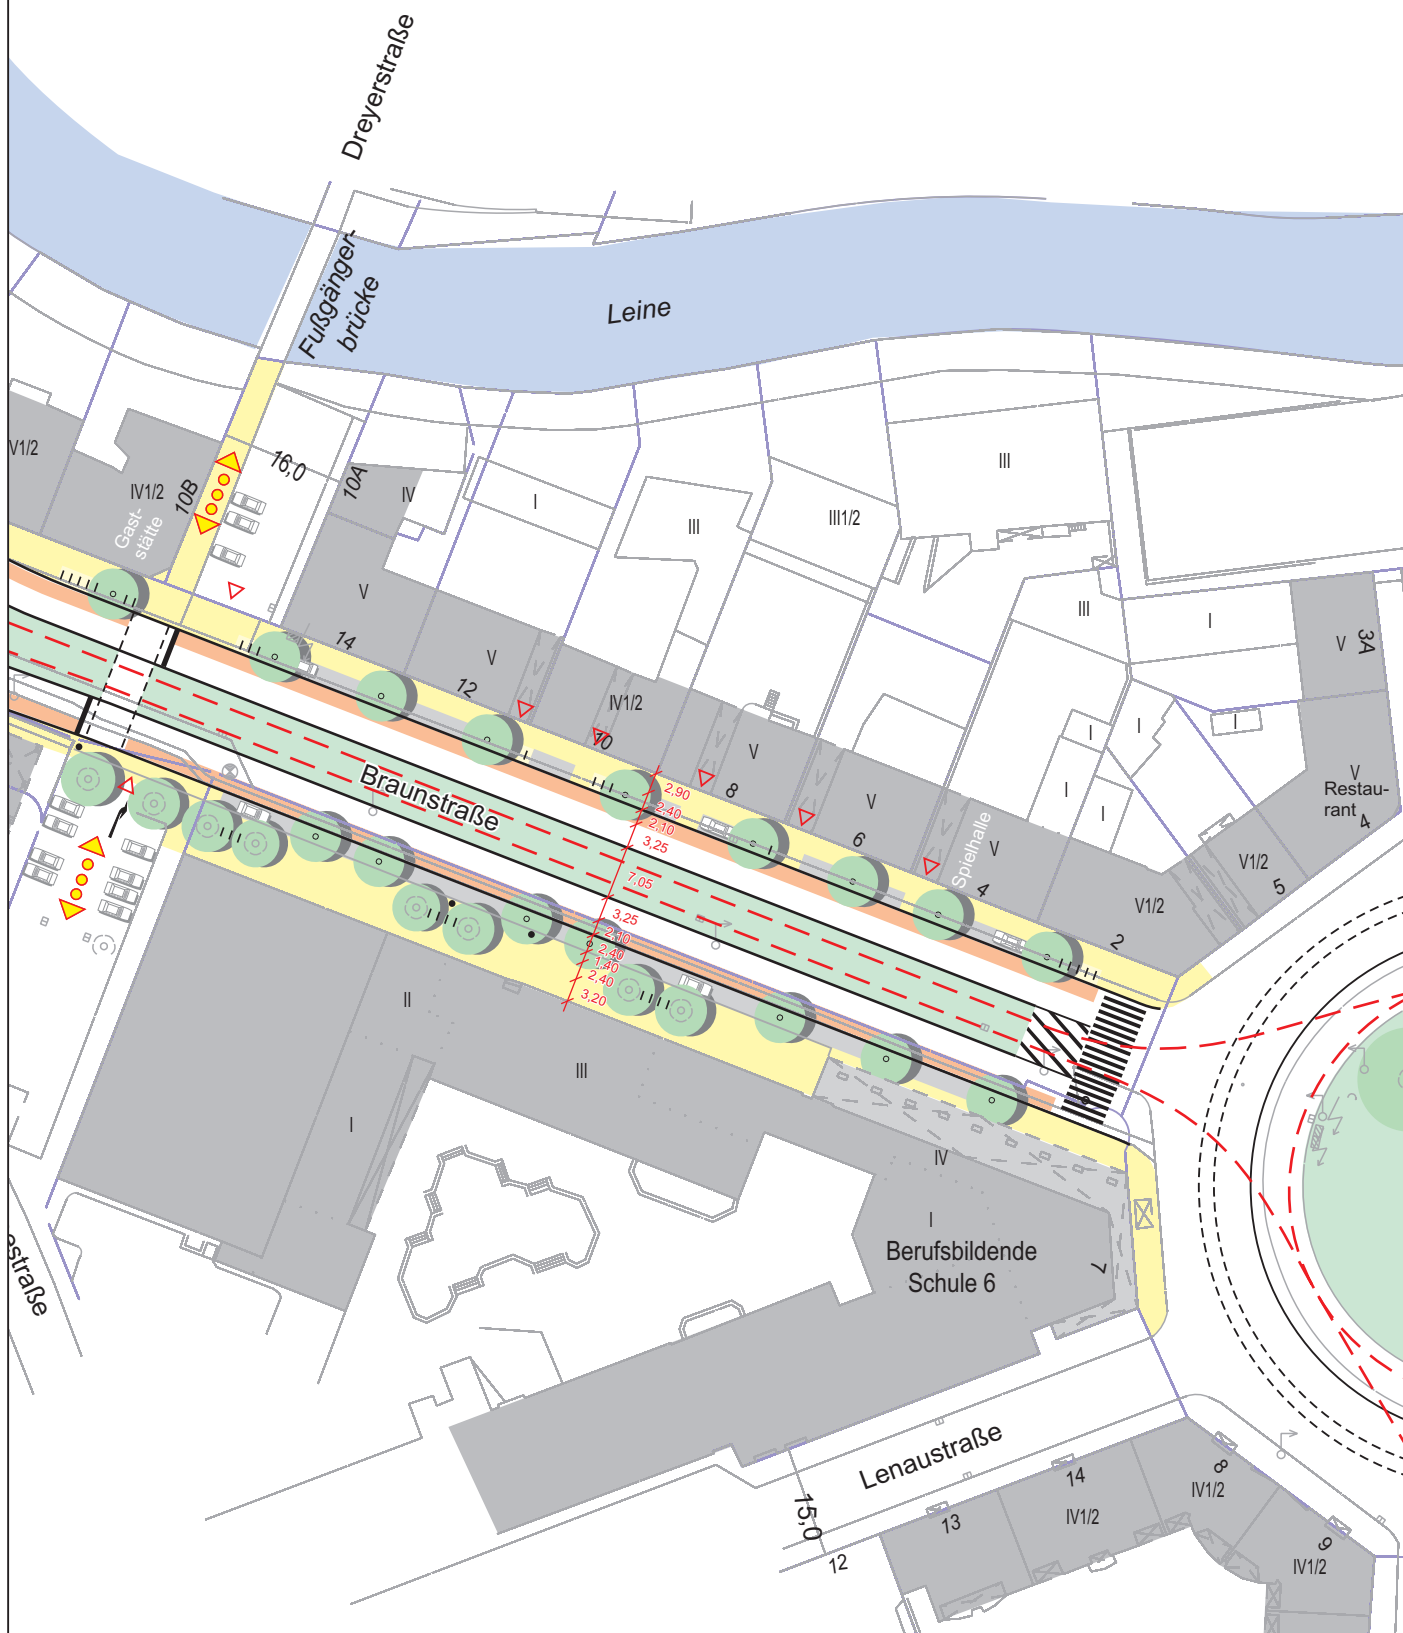 Dreyerstraße
Fußgänger-
brücke
Leine
V1/2
IV1/2
10B
Gast-
stätte
16,0
10A
IV
I
III
III1/2
III
III
I
V
3A
V
14
V
12
IV1/2
10
V
8
V
6
Spielhalle
V
4
I
I
I
I
I
V
Restau-
rant
4
V1/2
5
V1/2
2
Braunstraße
2,90
2,40
2,10
3,25
7,05
3,25
2,10
2,40
1,40
2,40
3,20
II
III
I
IV
I
Berufsbildende
Schule 6
7
estraße
Lenaustraße
15,0
12
13
14
IV1/2
8
IV1/2
9
IV1/2